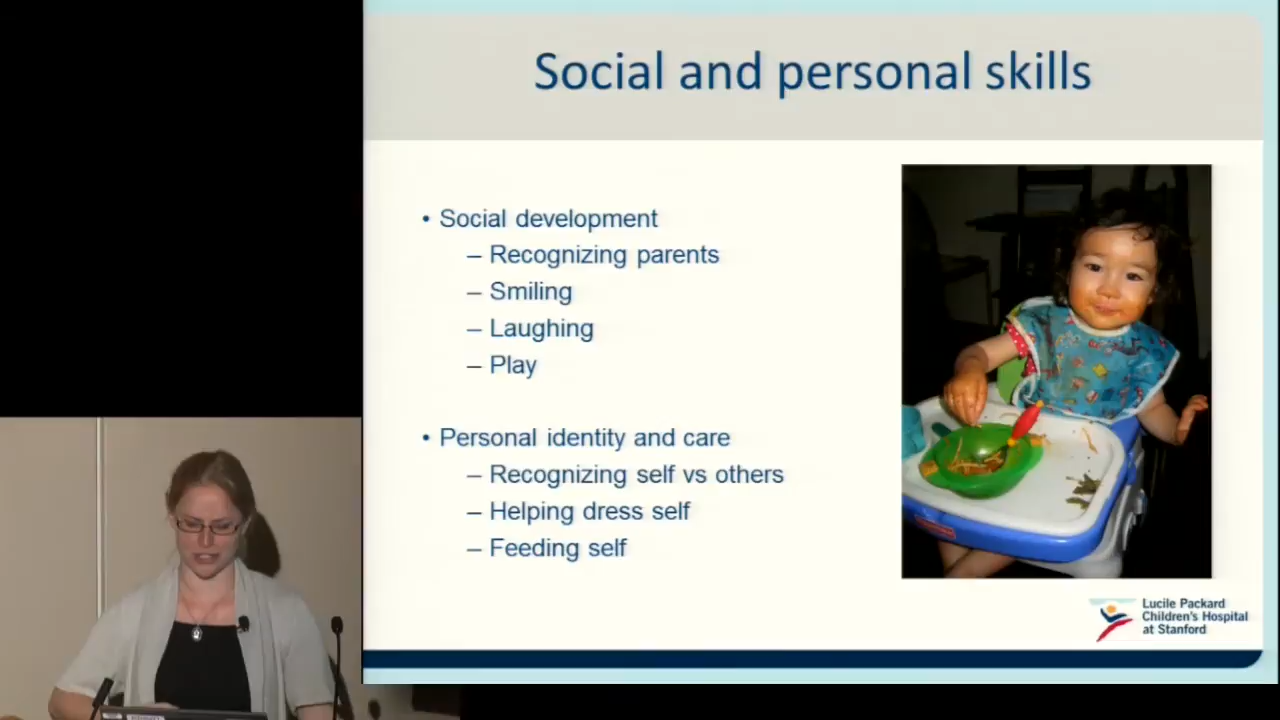 Social and personal skills
• Social development
– Recognizing parents
– Smiling
– Laughing
– Play
• Personal identity and care
– Recognizing self vs others
– Helping dress self
– Feeding self
Lucile Packard
Children's Hospital
at Stanford